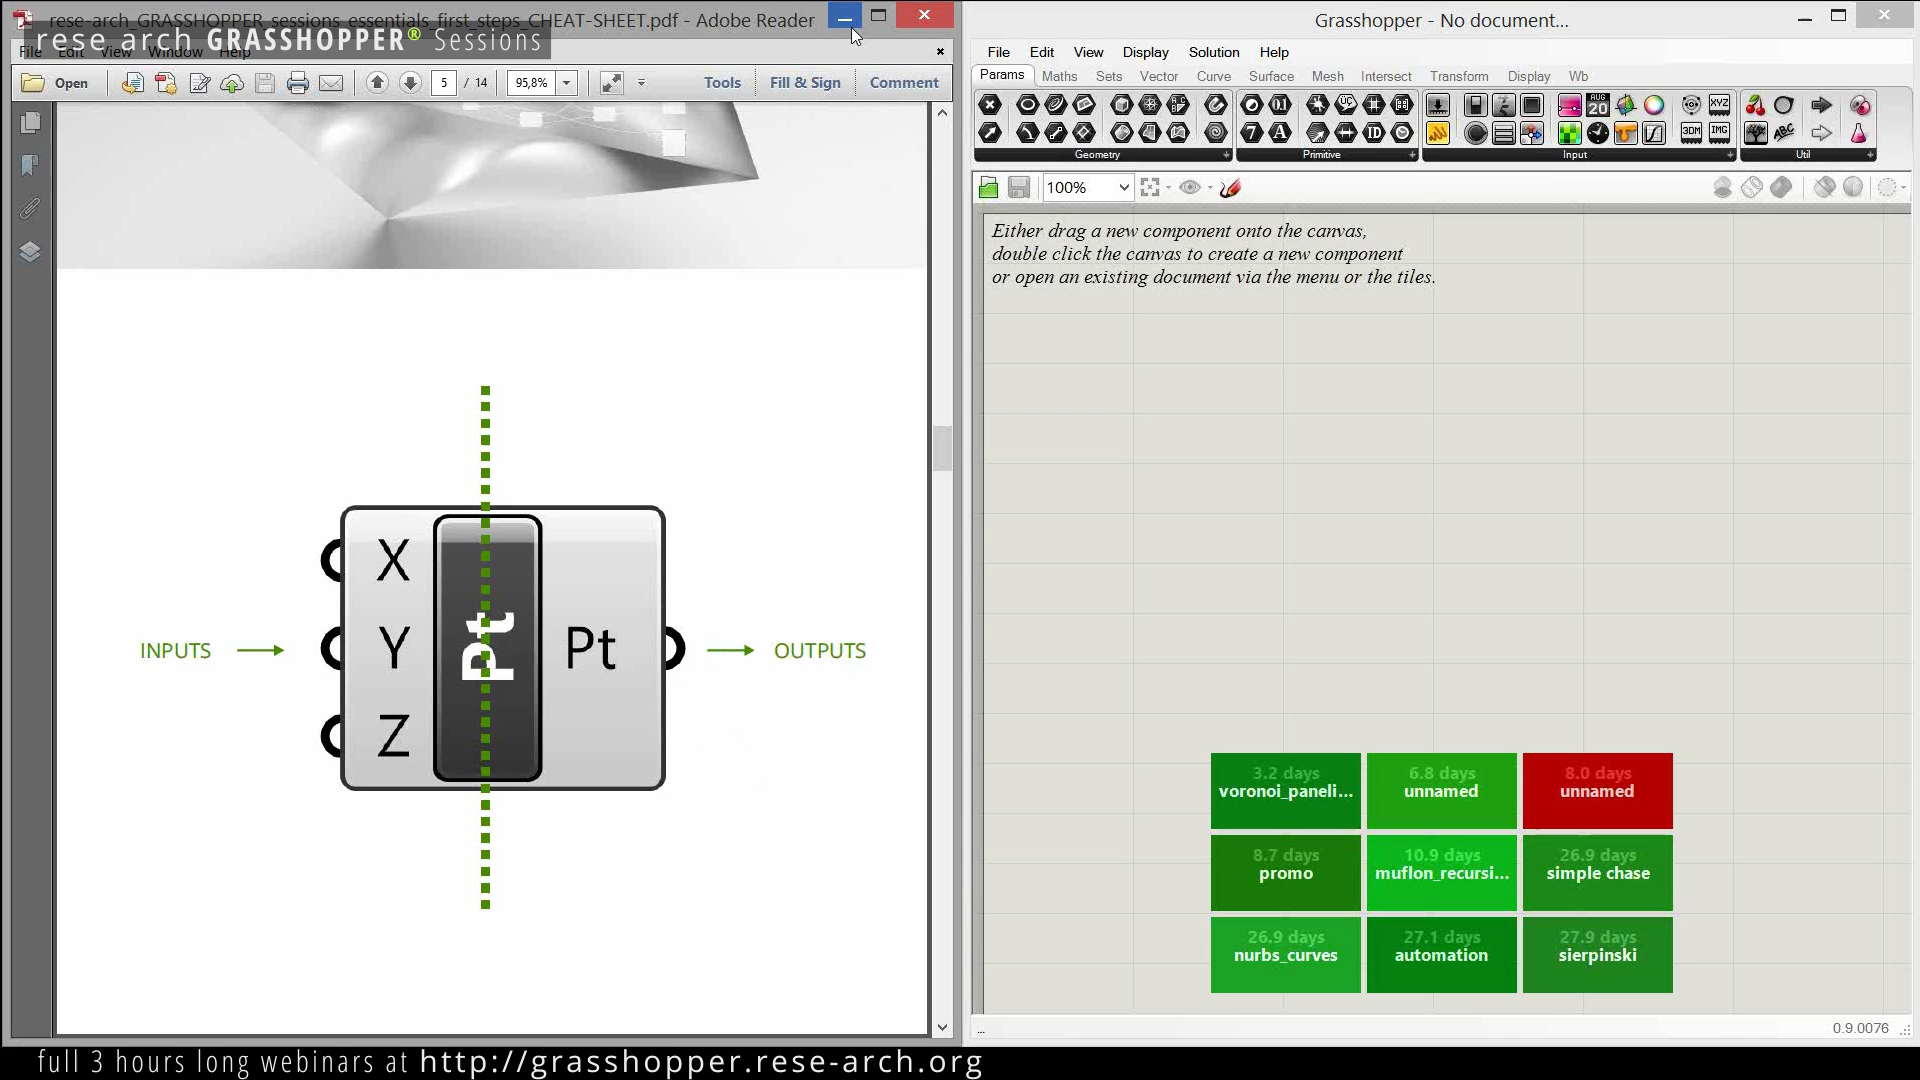 rese-arch_GRASSHOPPER_sessions_essentials_first_steps_CHEAT-SHEET.pdf - Adobe Reader
rese arch GRASSHOPPER® Sessions
File Edit View Window Help
Open
5 / 14
95,8%
Tools
Fill & Sign
Comment
X
Y
Z
Pt
Pt
INPUTS
OUTPUTS
Grasshopper - No document...
File Edit View Display Solution Help
Params Maths Sets Vector Curve Surface Mesh Intersect Transform Display Wb
Geometry
Primitive
Input
Util
100%
Either drag a new component onto the canvas,
double click the canvas to create a new component
or open an existing document via the menu or the tiles.
3.2 days
voronoi_paneli...
6.8 days
unnamed
8.0 days
unnamed
8.7 days
promo
10.9 days
muflon_recursi...
26.9 days
simple chase
26.9 days
nurbs_curves
27.1 days
automation
27.9 days
sierpinski
...
0.9.0076
full 3 hours long webinars at http://grasshopper.rese-arch.org